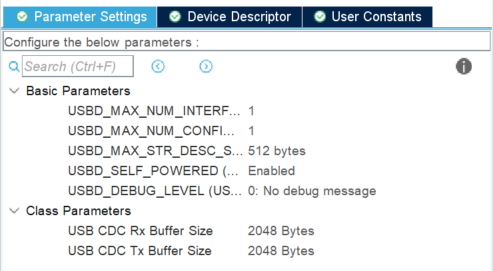 Parameter Settings Device Descriptor User Constants
Configure the below parameters :
Search (Ctrl+F)
Basic Parameters
USBD_MAX_NUM_INTERF... 1
USBD_MAX_NUM_CONFI... 1
USBD_MAX_STR_DESC_S... 512 bytes
USBD_SELF_POWERED (... Enabled
USBD_DEBUG_LEVEL (US... 0: No debug message
Class Parameters
USB CDC Rx Buffer Size 2048 Bytes
USB CDC Tx Buffer Size 2048 Bytes